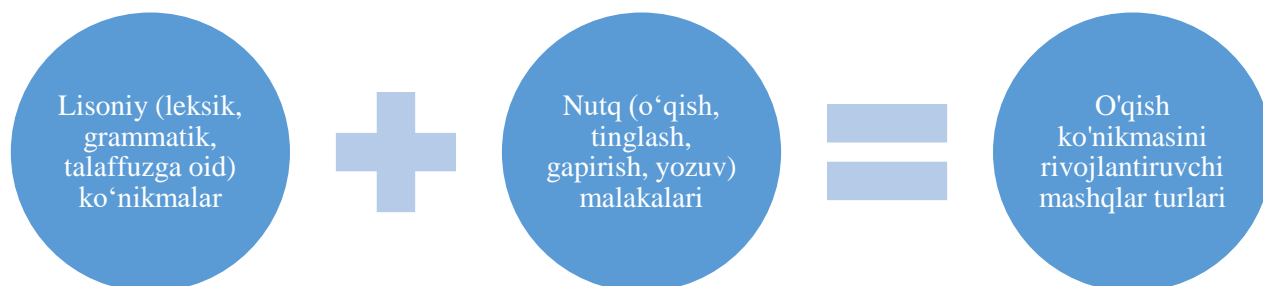 Lisoniy (leksik,
grammatik,
talaffuzga oid)
ko‘nikmalar
Nutq (o‘qish,
tinglash,
gapirish, yozuv)
malakalari
O'qish
ko'nikmasini
rivojlantiruvchi
mashqlar turlari